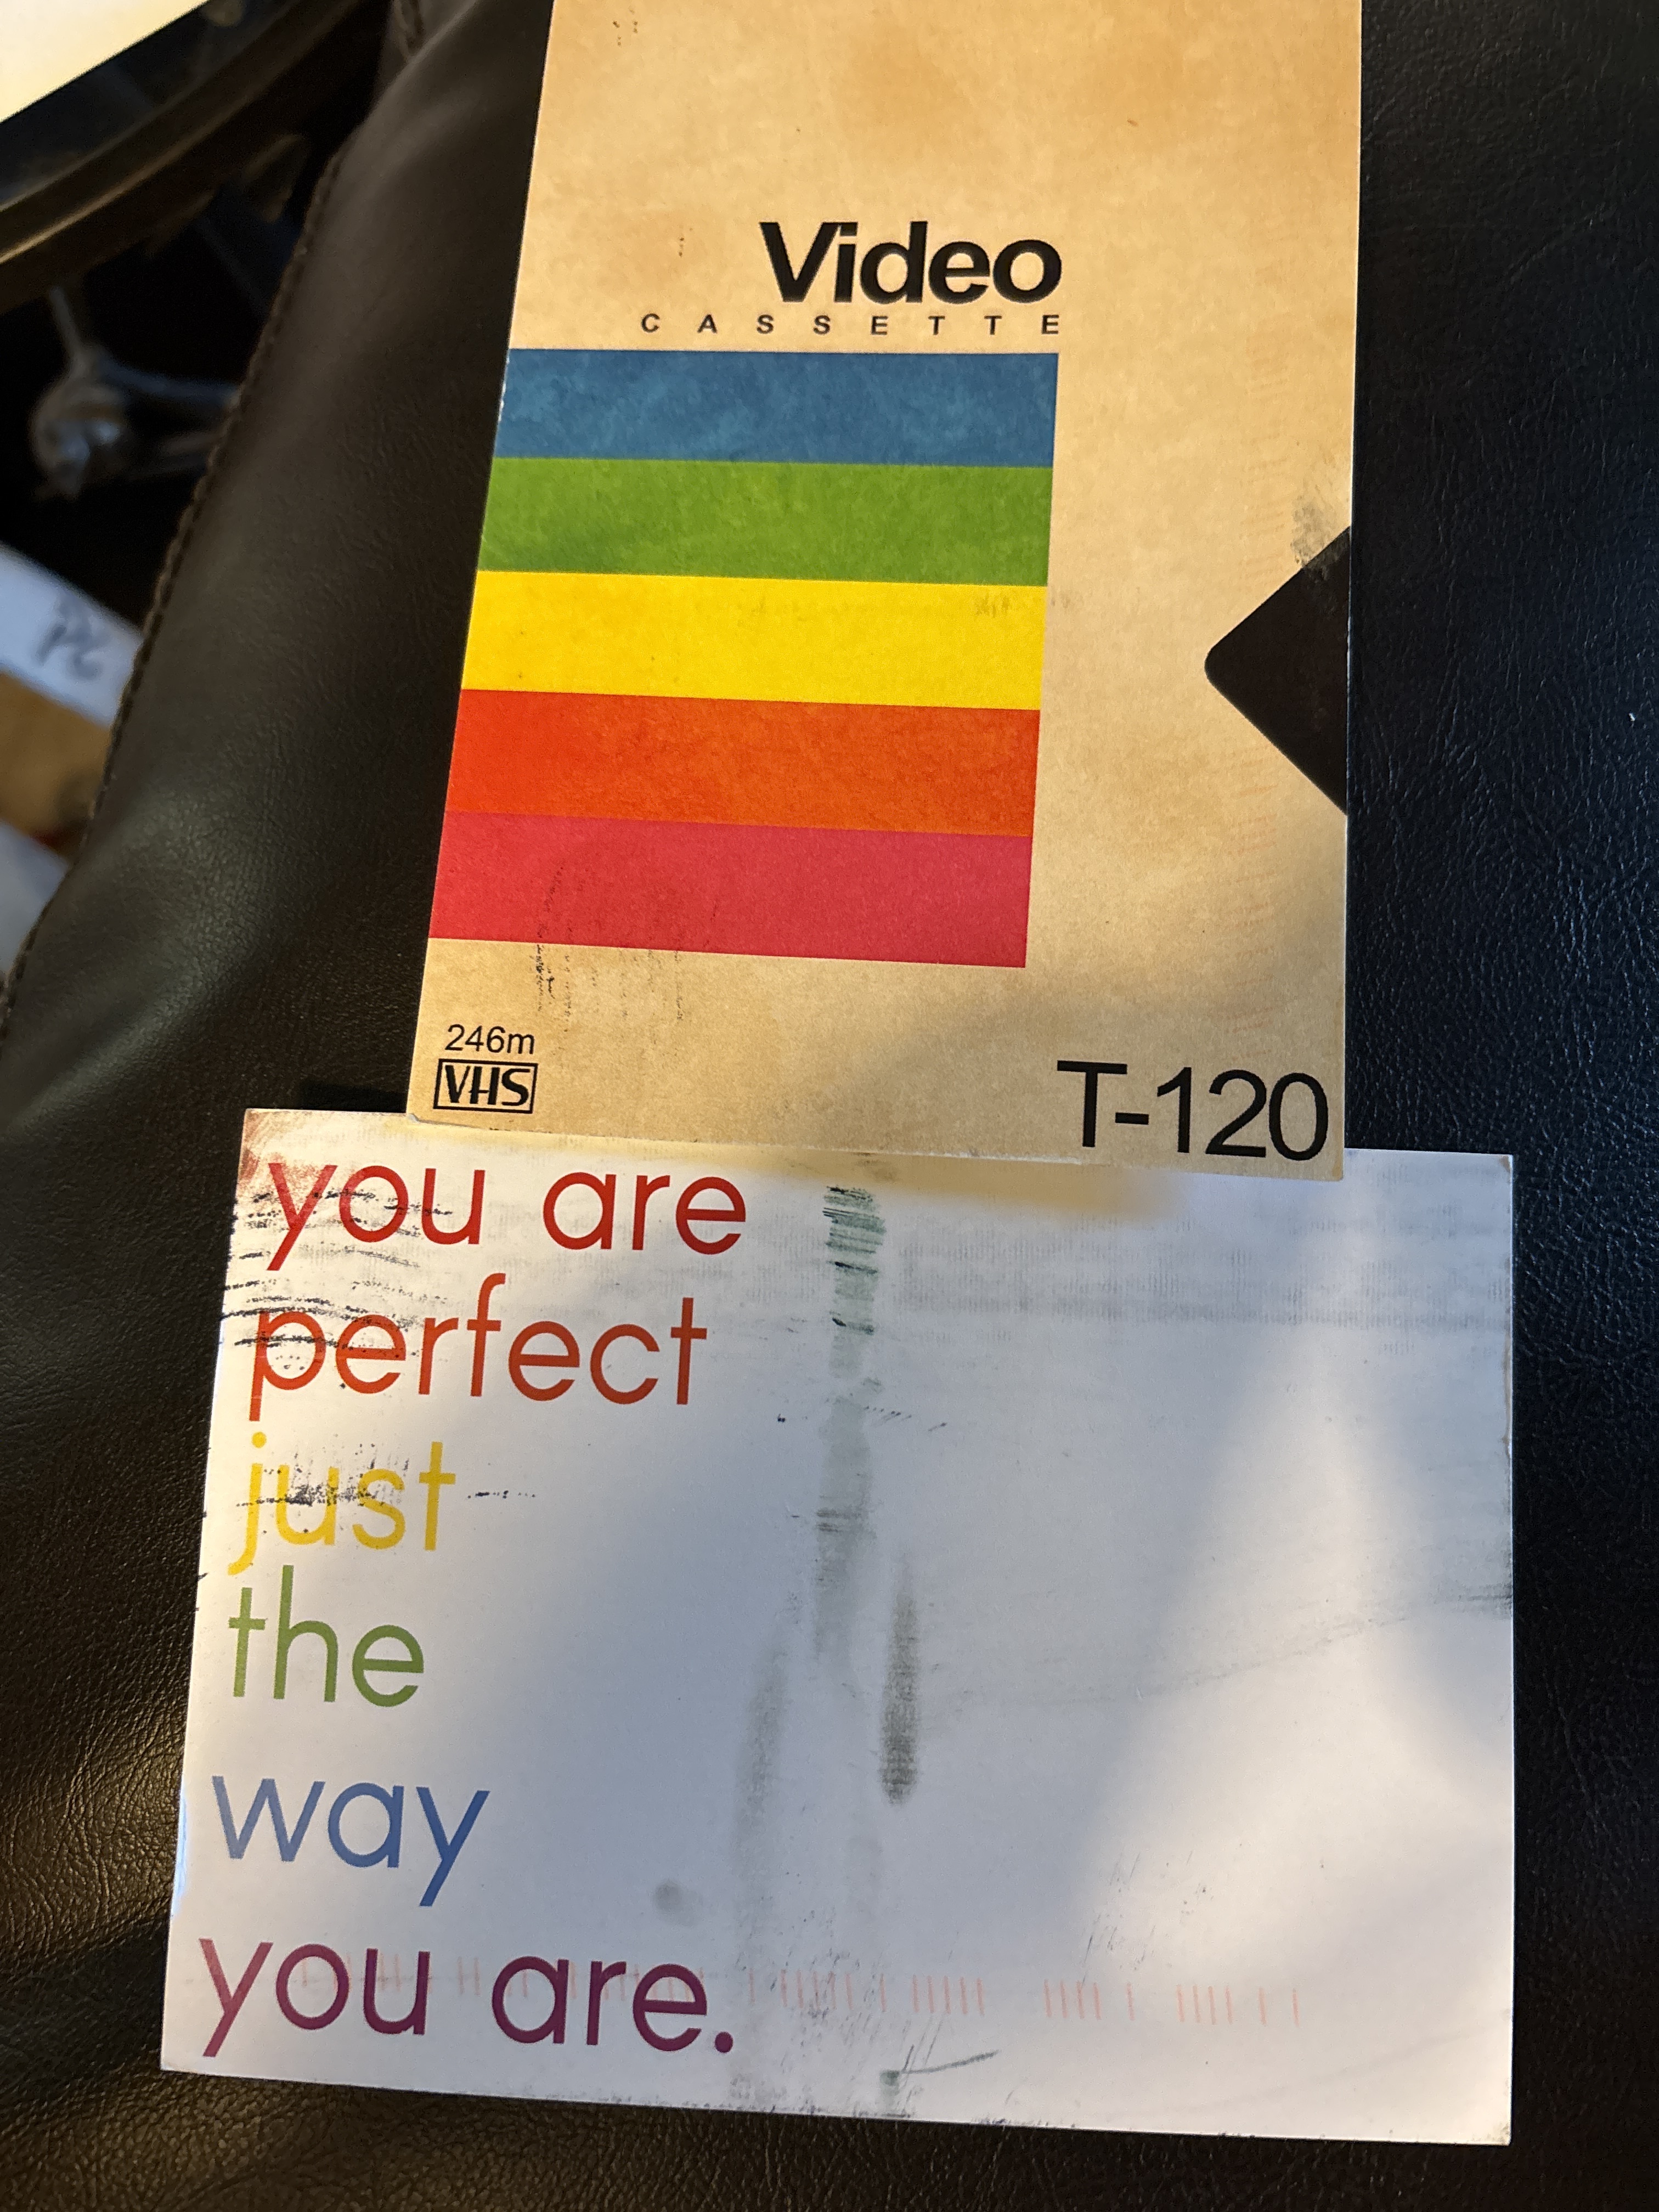 Video
CASSETTE
246m
VHS
T-120
you are
perfect
just
the
way
you are.